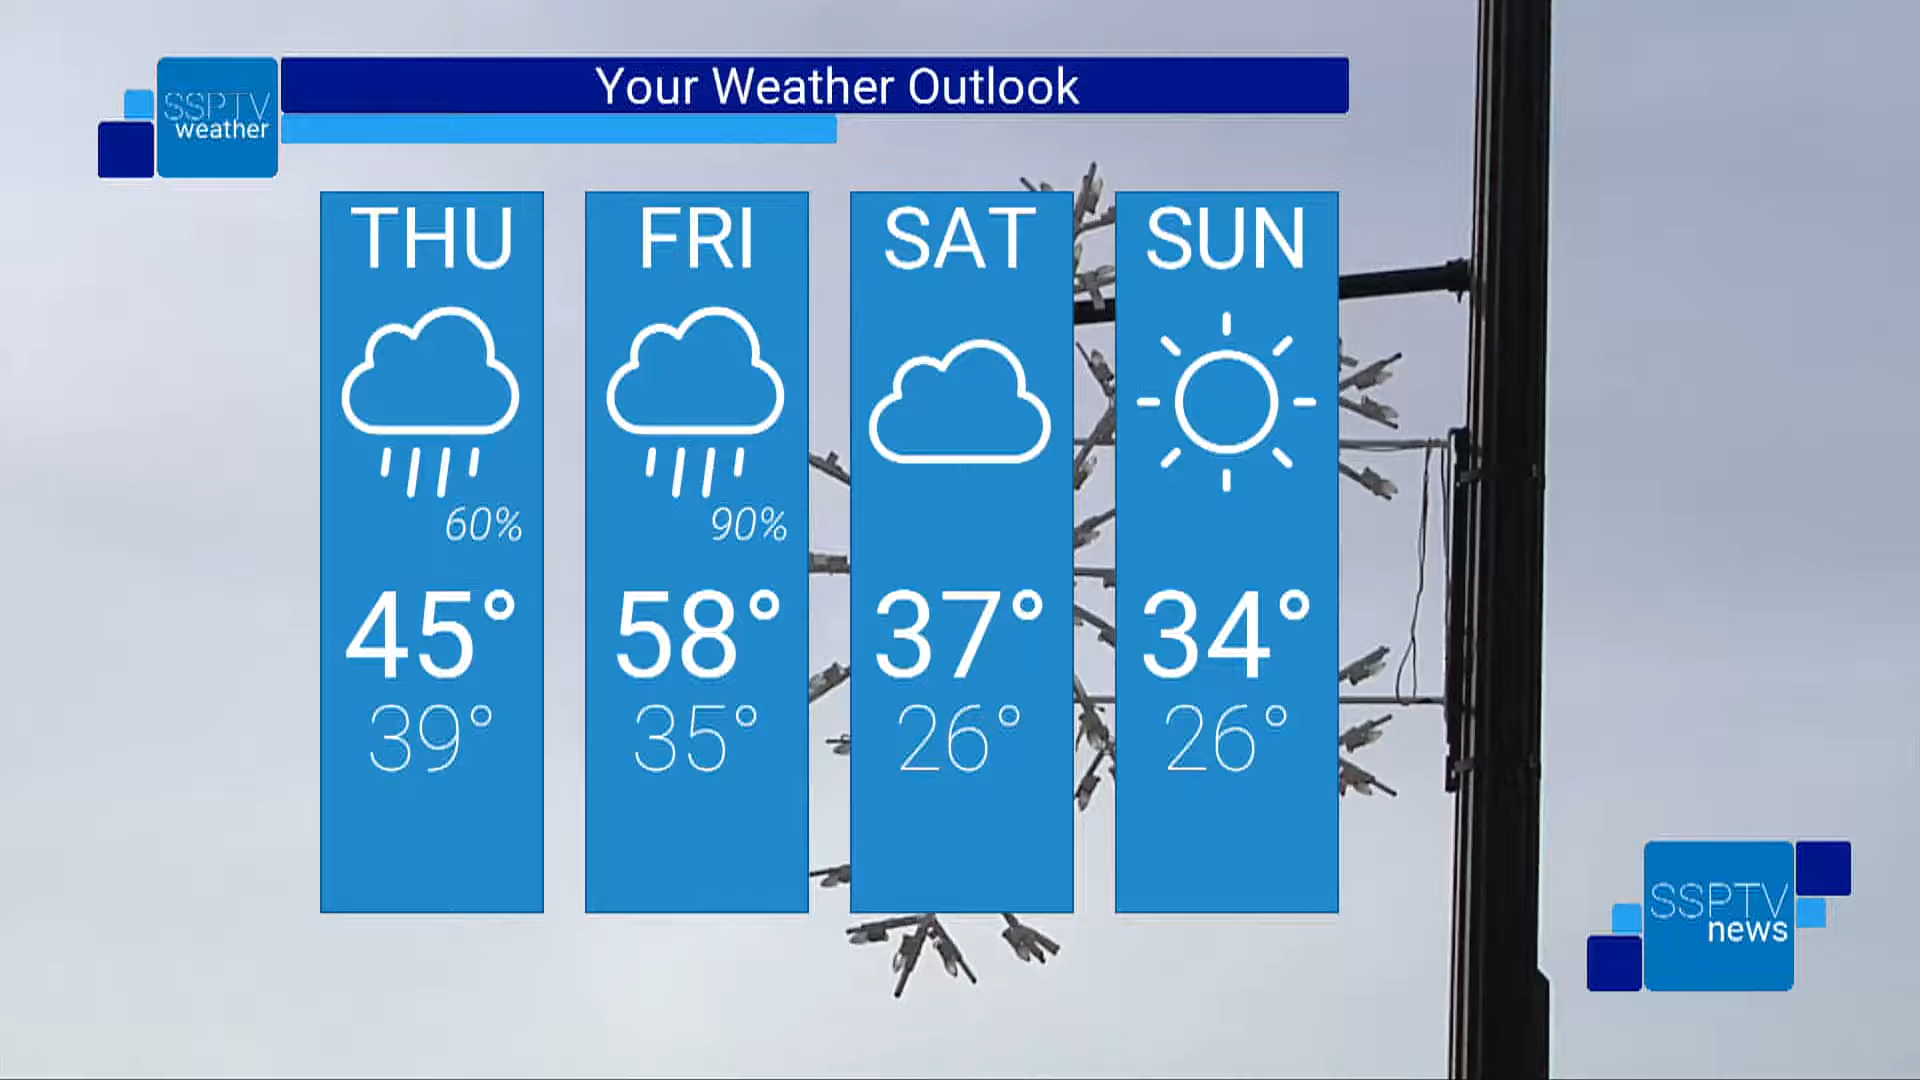 SSPTV
weather
Your Weather Outlook
THU
60%
45°
39°
FRI
90%
58°
35°
SAT
37°
26°
SUN
34°
26°
SSPTV
news